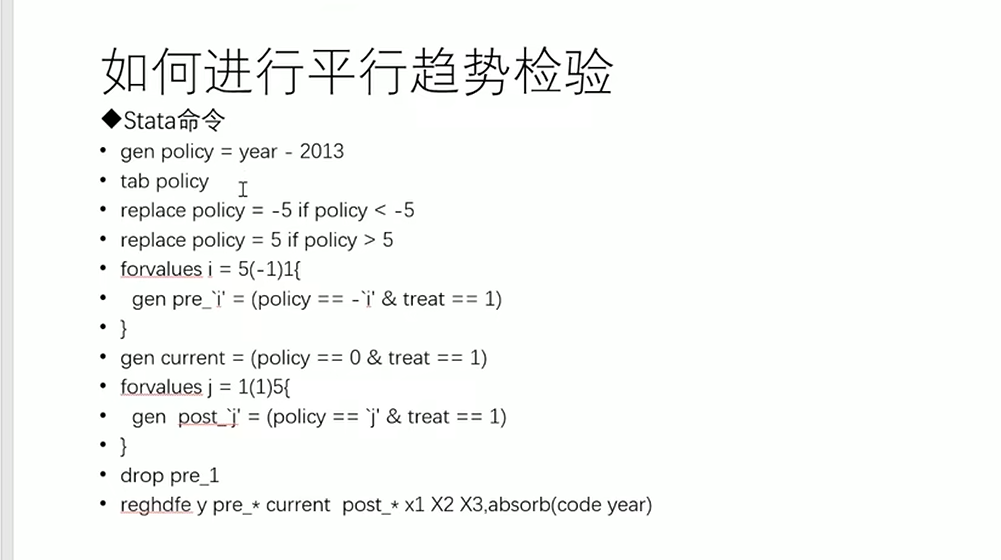 如何进行平行趋势检验
◆Stata命令
• gen policy = year - 2013
• tab policy
• replace policy = -5 if policy < -5
• replace policy = 5 if policy > 5
• forvalues i = 5(-1)1{
• gen pre_`i' = (policy == -`i' & treat == 1)
• }
• gen current = (policy == 0 & treat == 1)
• forvalues j = 1(1)5{
• gen  post_`j' = (policy == `j' & treat == 1)
• }
• drop pre_1
• reghdfe y pre_* current  post_* x1 X2 X3,absorb(code year)